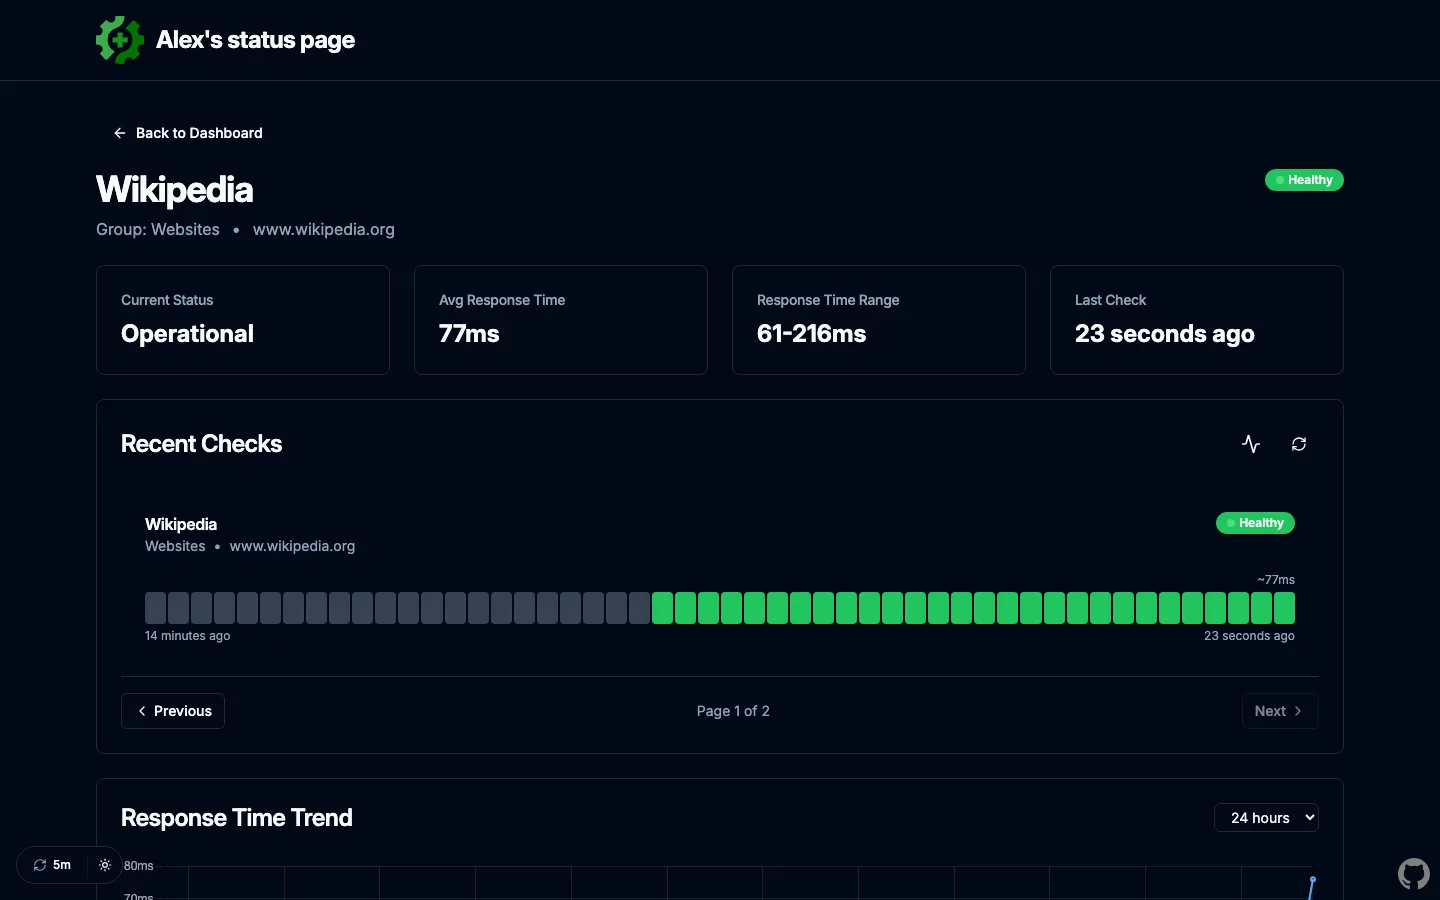 Alex's status page
Back to Dashboard
Wikipedia
Healthy
Group: Websites • www.wikipedia.org
Current Status
Operational
Avg Response Time
77ms
Response Time Range
61-216ms
Last Check
23 seconds ago
Recent Checks
Wikipedia
Healthy
Websites • www.wikipedia.org
~77ms
14 minutes ago
23 seconds ago
Previous
Page 1 of 2
Next
Response Time Trend
24 hours
80ms
5m
70ms